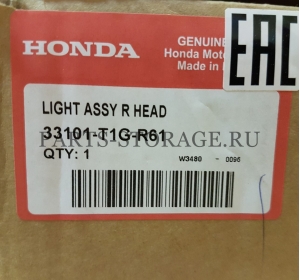 HONDA
GENUINE
Honda Moto
Made in
EAC
LIGHT ASSY R HEAD
33101-T1G-R61
PARTS-STORAGE.RU
QTY: 1
W3480 - 0096